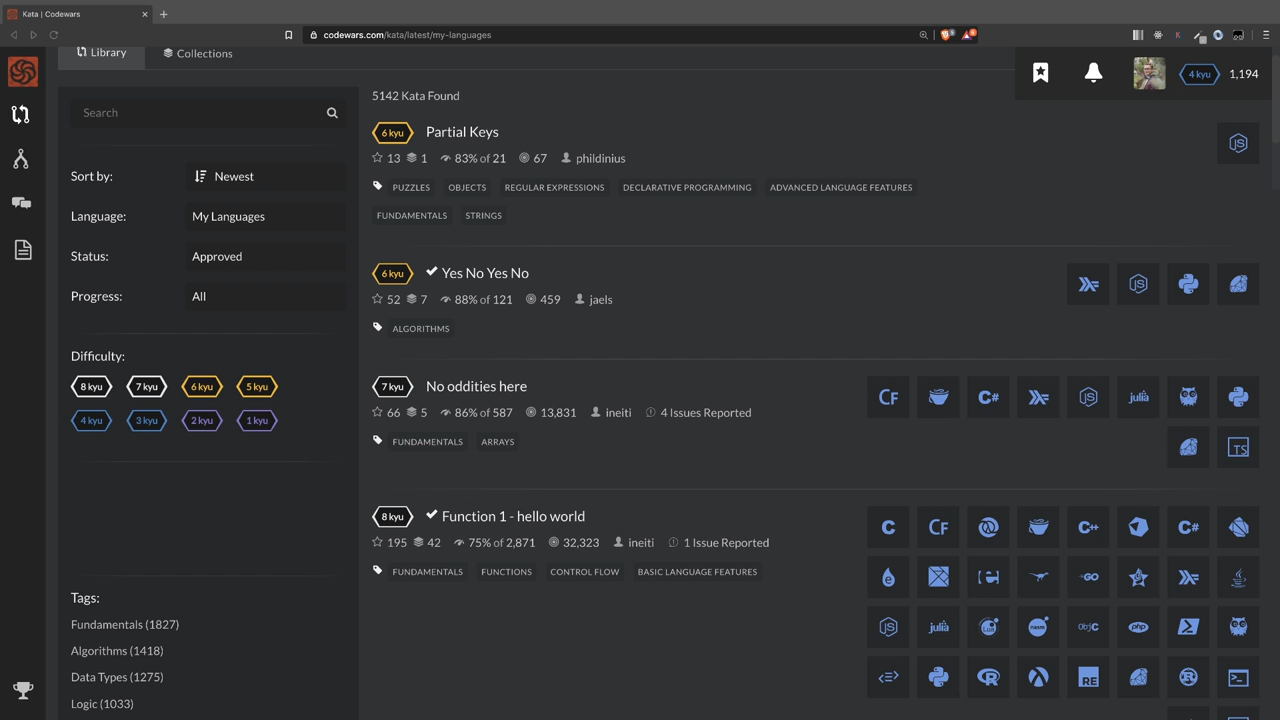 Kata | Codewars
codewars.com/kata/latest/my-languages
Library
Collections
4 kyu
1,194
Search
Sort by:
Newest
Language:
My Languages
Status:
Approved
Progress:
All
Difficulty:
8 kyu
7 kyu
6 kyu
5 kyu
4 kyu
3 kyu
2 kyu
1 kyu
Tags:
Fundamentals (1827)
Algorithms (1418)
Data Types (1275)
Logic (1033)
5142 Kata Found
6 kyu
Partial Keys
13 1 83% of 21 67 phildinius
PUZZLES OBJECTS REGULAR EXPRESSIONS DECLARATIVE PROGRAMMING ADVANCED LANGUAGE FEATURES
FUNDAMENTALS STRINGS
6 kyu
Yes No Yes No
52 7 88% of 121 459 jaels
ALGORITHMS
7 kyu
No oddities here
66 5 86% of 587 13,831 ineiti 4 Issues Reported
FUNDAMENTALS ARRAYS
CF C# JS julia
TS
8 kyu
Function 1 - hello world
195 42 75% of 2,871 32,323 ineiti 1 Issue Reported
FUNDAMENTALS FUNCTIONS CONTROL FLOW BASIC LANGUAGE FEATURES
C CF C++ C#
GO
JS julia Lua nasm ObjC php
R RE